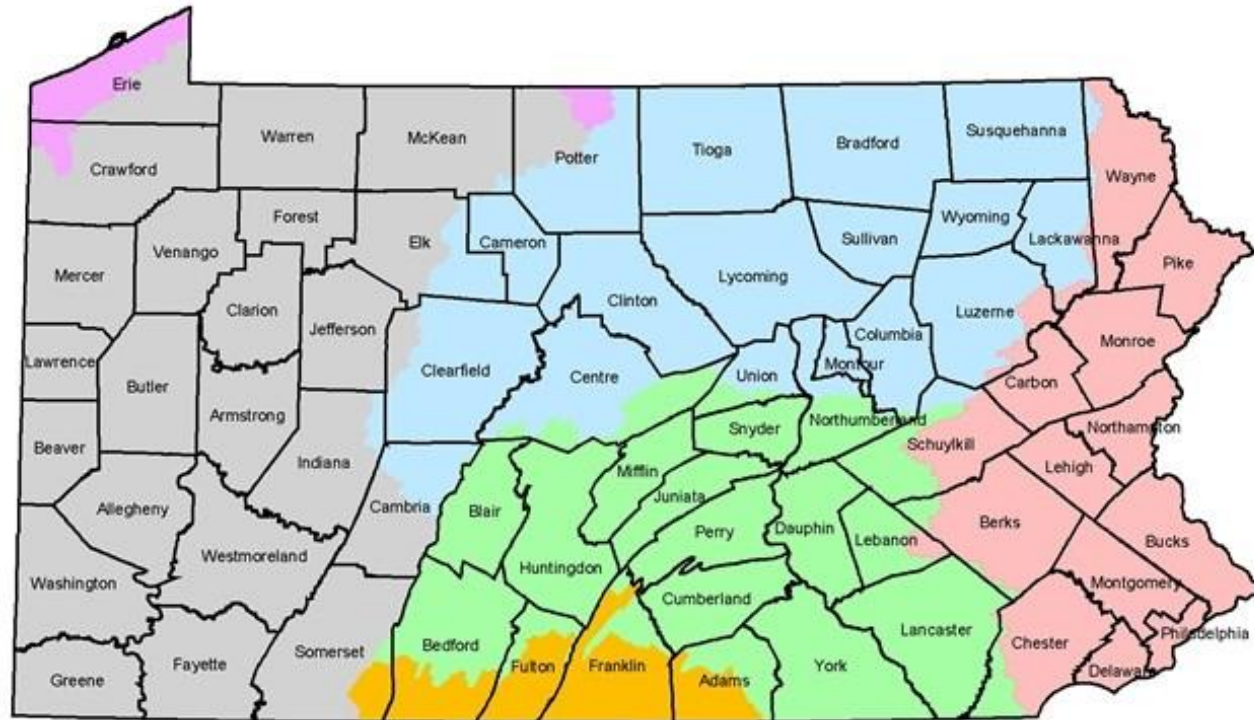 Erie
Crawford
Warren
McKean
Potter
Tioga
Bradford
Susquehanna
Wayne
Forest
Elk
Cameron
Venango
Mercer
Clarion
Jefferson
Clinton
Lycoming
Sullivan
Wyoming
Lackawanna
Pike
Lawrence
Butler
Clearfield
Centre
Union
Montour
Columbia
Luzerne
Monroe
Carbon
Armstrong
Beaver
Indiana
Snyder
Northumberland
Schuylkill
Northampton
Lehigh
Allegheny
Cambria
Blair
Mifflin
Juniata
Perry
Dauphin
Lebanon
Berks
Bucks
Westmoreland
Huntingdon
Washington
Cumberland
Montgomery
Lancaster
Chester
Philadelphia
Delaware
Greene
Fayette
Somerset
Bedford
Fulton
Franklin
Adams
York